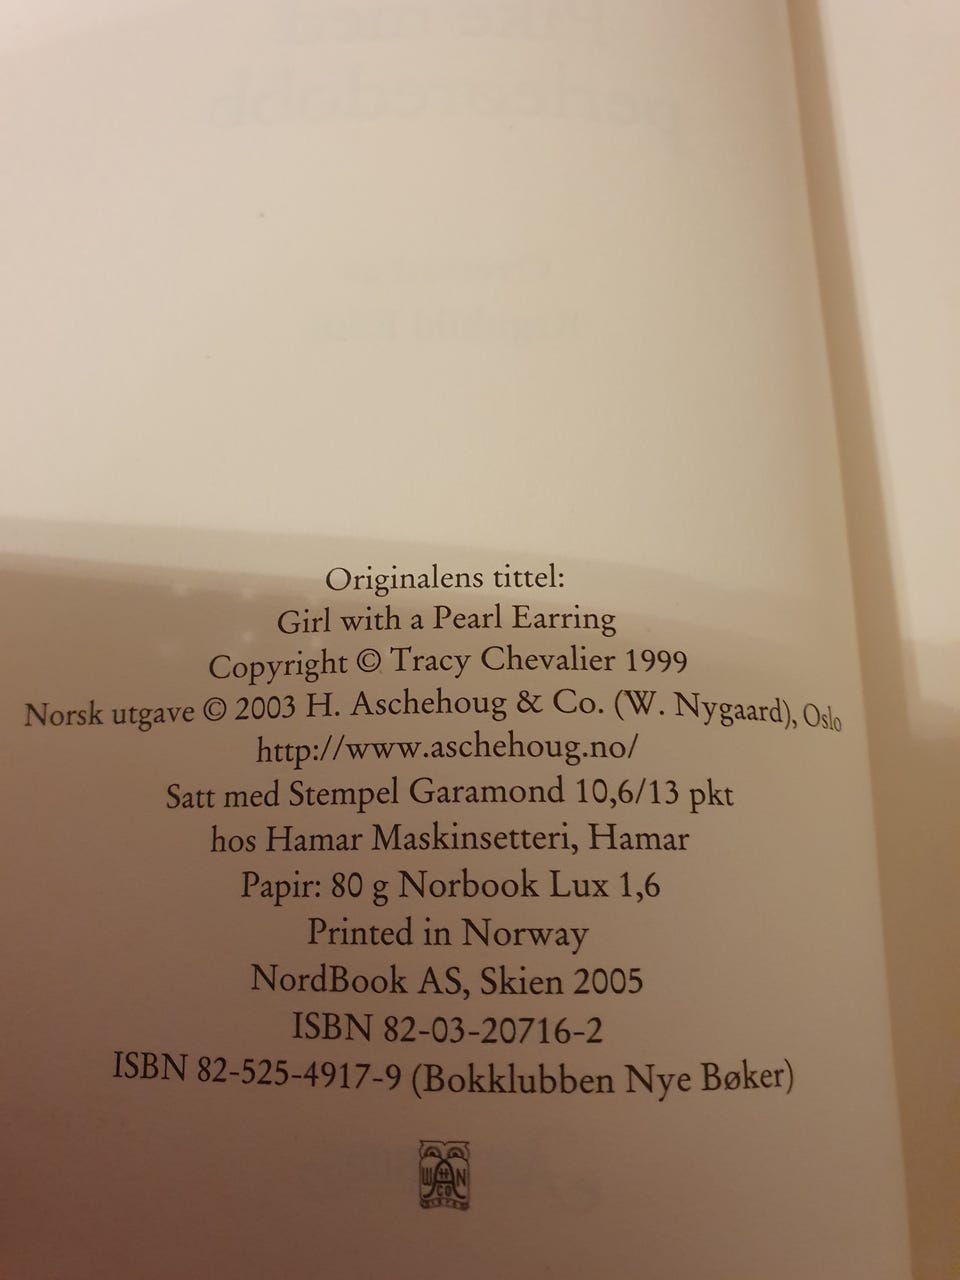 Originalens tittel:
Girl with a Pearl Earring
Copyright © Tracy Chevalier 1999
Norsk utgave © 2003 H. Aschehoug & Co. (W. Nygaard), Oslo
http://www.aschehoug.no/
Satt med Stempel Garamond 10,6/13 pkt
hos Hamar Maskinsetteri, Hamar
Papir: 80 g Norbook Lux 1,6
Printed in Norway
NordBook AS, Skien 2005
ISBN 82-03-20716-2
ISBN 82-525-4917-9 (Bokklubben Nye Bøker)